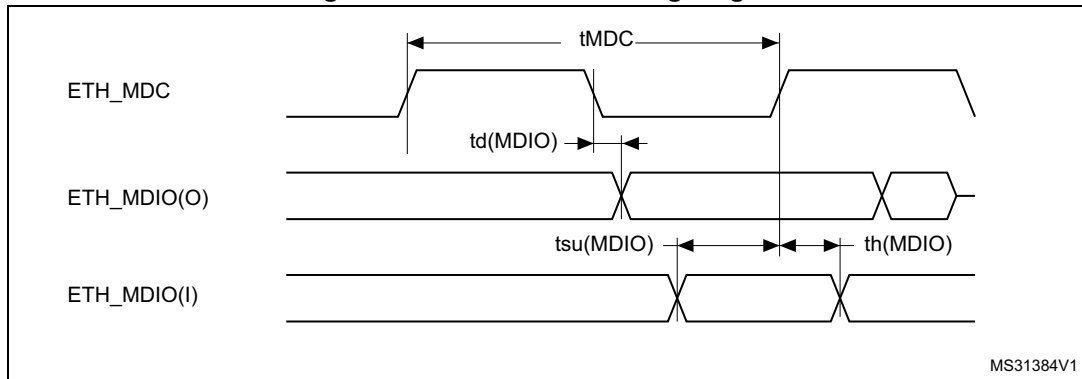 tMDC
ETH_MDC
td(MDIO)
ETH_MDIO(O)
tsu(MDIO)
th(MDIO)
ETH_MDIO(I)
MS31384V1